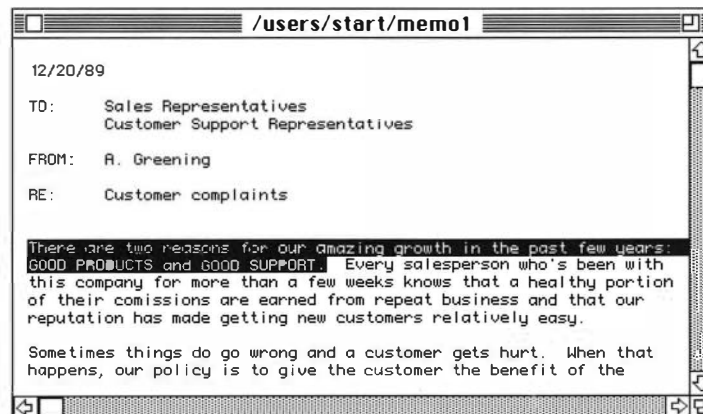 /users/start/memo1
12/20/89
TO: Sales Representatives
Customer Support Representatives
FROM: A. Greening
RE: Customer complaints
There are two reasons for our amazing growth in the past few years:
GOOD PRODUCTS and GOOD SUPPORT. Every salesperson who's been with
this company for more than a few weeks knows that a healthy portion
of their comissions are earned from repeat business and that our
reputation has made getting new customers relatively easy.
Sometimes things do go wrong and a customer gets hurt. When that
happens, our policy is to give the customer the benefit of the